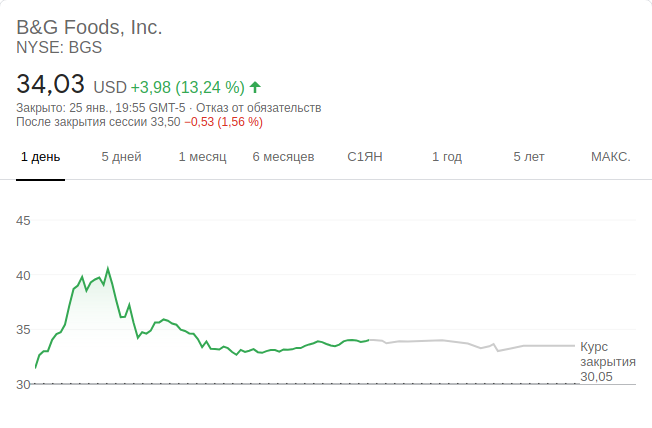 B&G Foods, Inc.
NYSE: BGS
34,03 USD +3,98 (13,24 %)
Закрыто: 25 янв., 19:55 GMT-5 · Отказ от обязательств
После закрытия сессии 33,50 −0,53 (1,56 %)
1 день 5 дней 1 месяц 6 месяцев С1ЯН 1 год 5 лет МАКС.
45
40
35
30
Курс
закрытия
30,05